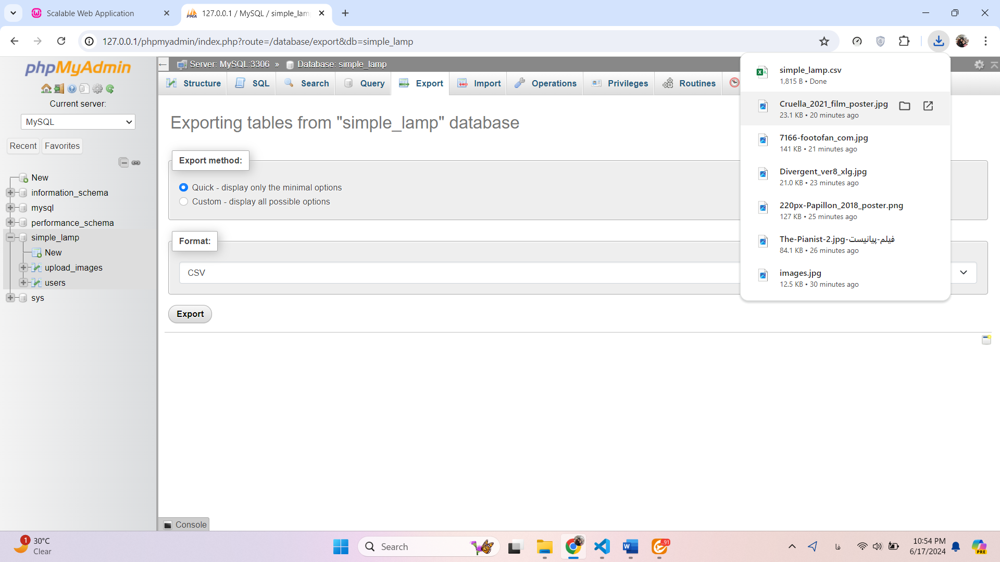 Scalable Web Application
127.0.0.1 / MySQL / simple_lam
127.0.0.1/phpmyadmin/index.php?route=/database/export&db=simple_lamp
phpMyAdmin
Current server:
MySQL
Recent
Favorites
New
information_schema
mysql
performance_schema
simple_lamp
New
upload_images
users
sys
Server: MySQL:3306 » Database: simple_lamp
Structure
SQL
Search
Query
Export
Import
Operations
Privileges
Routines
Exporting tables from "simple_lamp" database
Export method:
Quick - display only the minimal options
Custom - display all possible options
Format:
CSV
Export
Console
simple_lamp.csv
1,815 B • Done
Cruella_2021_film_poster.jpg
23.1 KB • 20 minutes ago
7166-footofan_com.jpg
141 KB • 21 minutes ago
Divergent_ver8_xlg.jpg
21.0 KB • 23 minutes ago
220px-Papillon_2018_poster.png
127 KB • 25 minutes ago
The-Pianist-2.jpg-فیلم-پیانیست
84.1 KB • 26 minutes ago
images.jpg
12.5 KB • 30 minutes ago
1
30°C
Clear
Search
91
فا
10:54 PM
6/17/2024
PRE